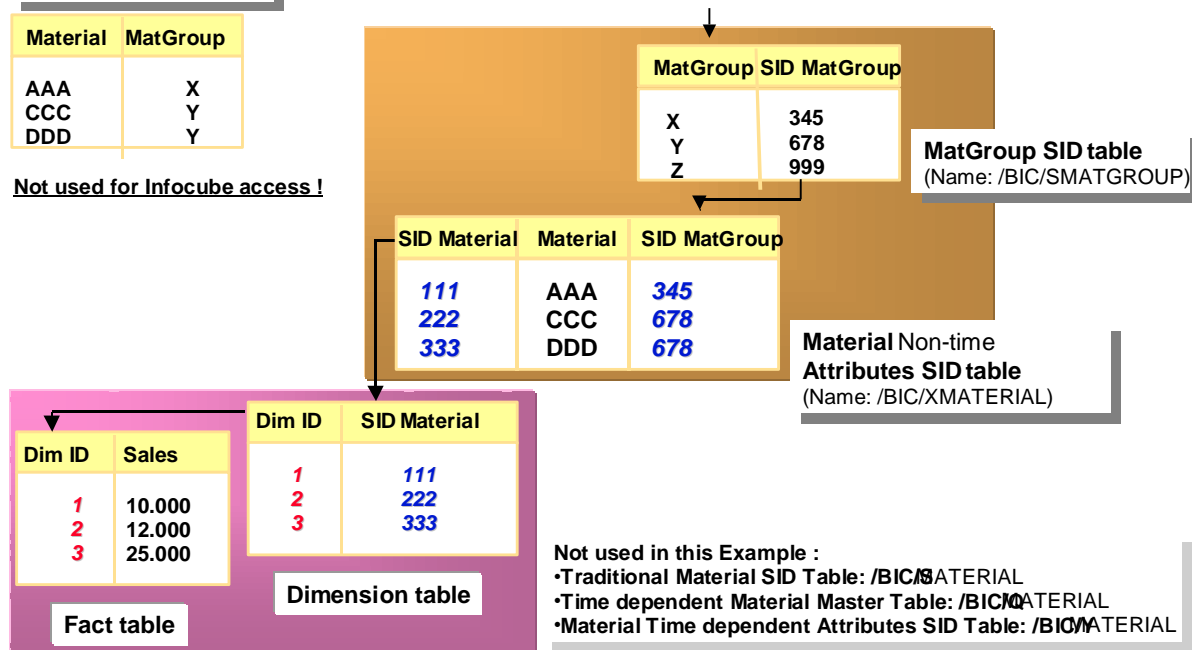 Material MatGroup
AAA X
CCC Y
DDD Y
Not used for Infocube access !
MatGroup SID MatGroup
X 345
Y 678
Z 999
MatGroup SID table
(Name: /BIC/SMATGROUP)
SID Material Material SID MatGroup
111 AAA 345
222 CCC 678
333 DDD 678
Material Non-time
Attributes SID table
(Name: /BIC/XMATERIAL)
Dim ID SID Material
1 111
2 222
3 333
Dimension table
Dim ID Sales
1 10.000
2 12.000
3 25.000
Fact table
Not used in this Example :
•Traditional Material SID Table: /BIC/SMATERIAL
•Time dependent Material Master Table: /BIC/QMATERIAL
•Material Time dependent Attributes SID Table: /BIC/YMATERIAL